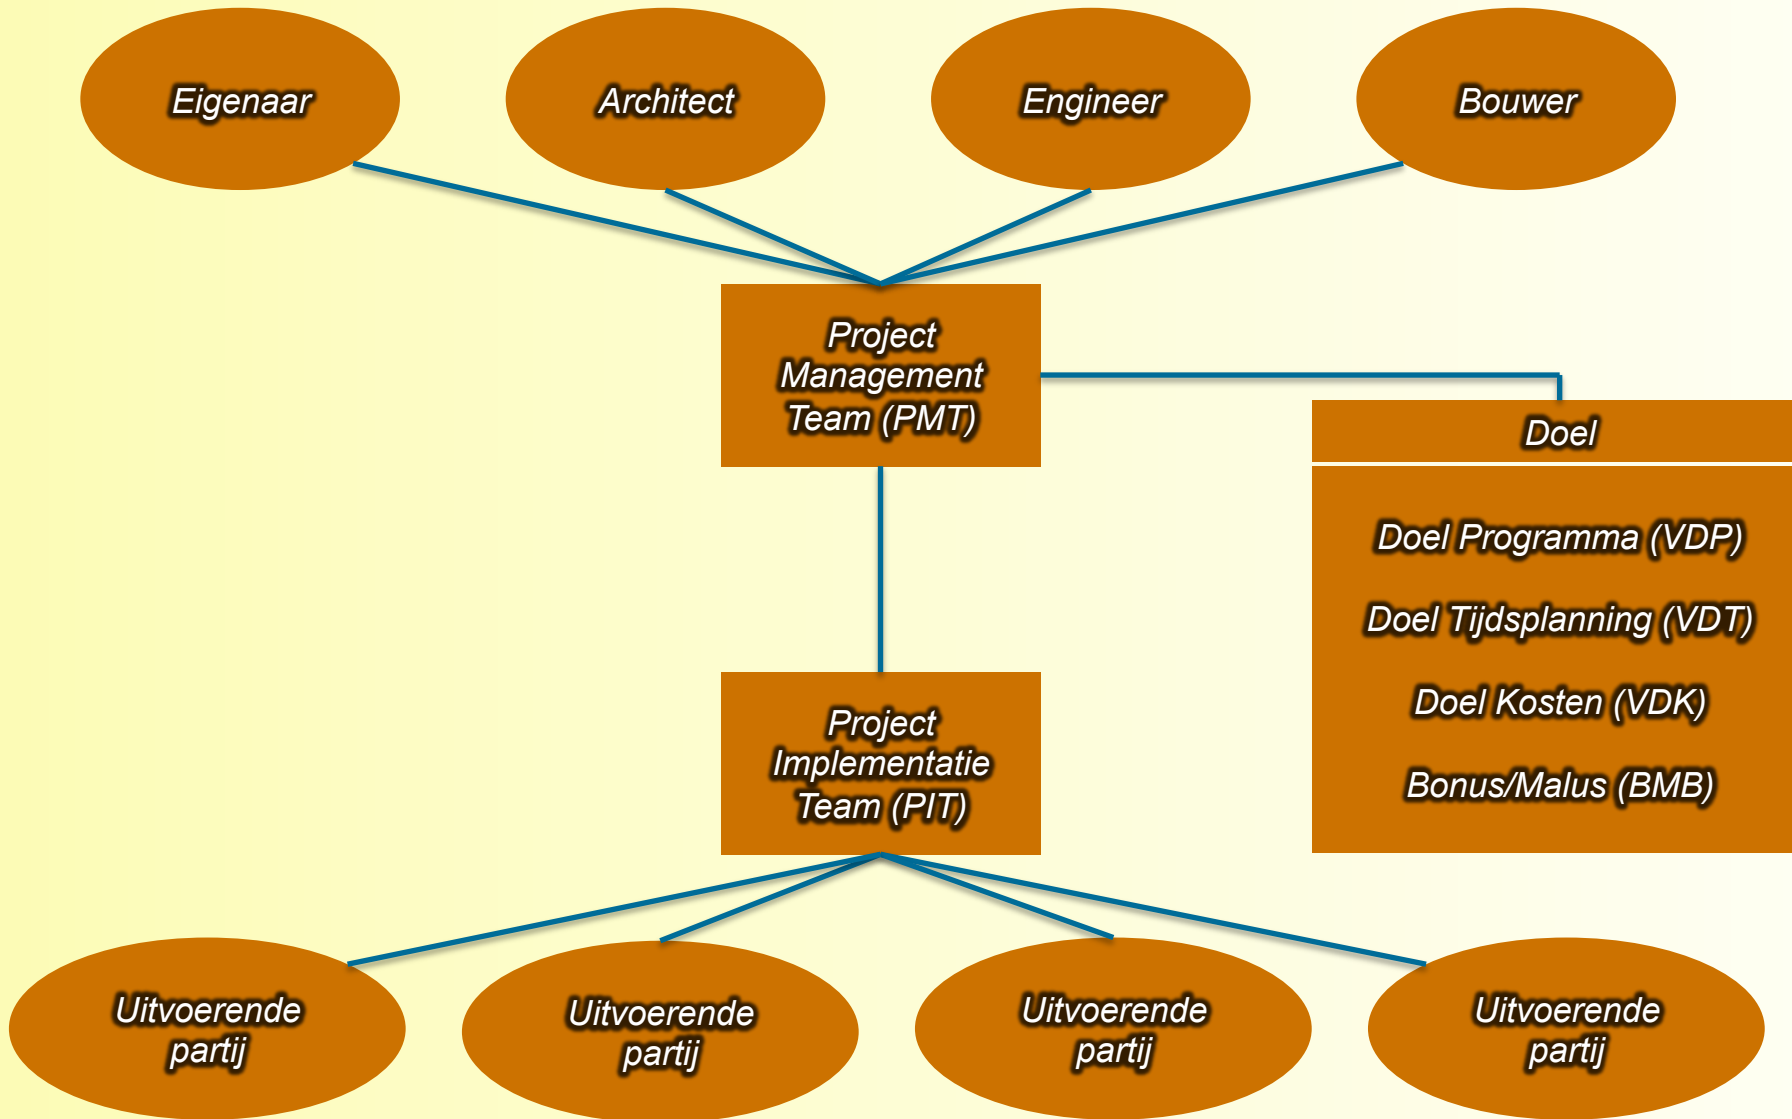 Eigenaar
Architect
Engineer
Bouwer
Project
Management
Team (PMT)
Doel
Doel Programma (VDP)
Doel Tijdsplanning (VDT)
Doel Kosten (VDK)
Bonus/Malus (BMB)
Project
Implementatie
Team (PIT)
Uitvoerende
partij
Uitvoerende
partij
Uitvoerende
partij
Uitvoerende
partij